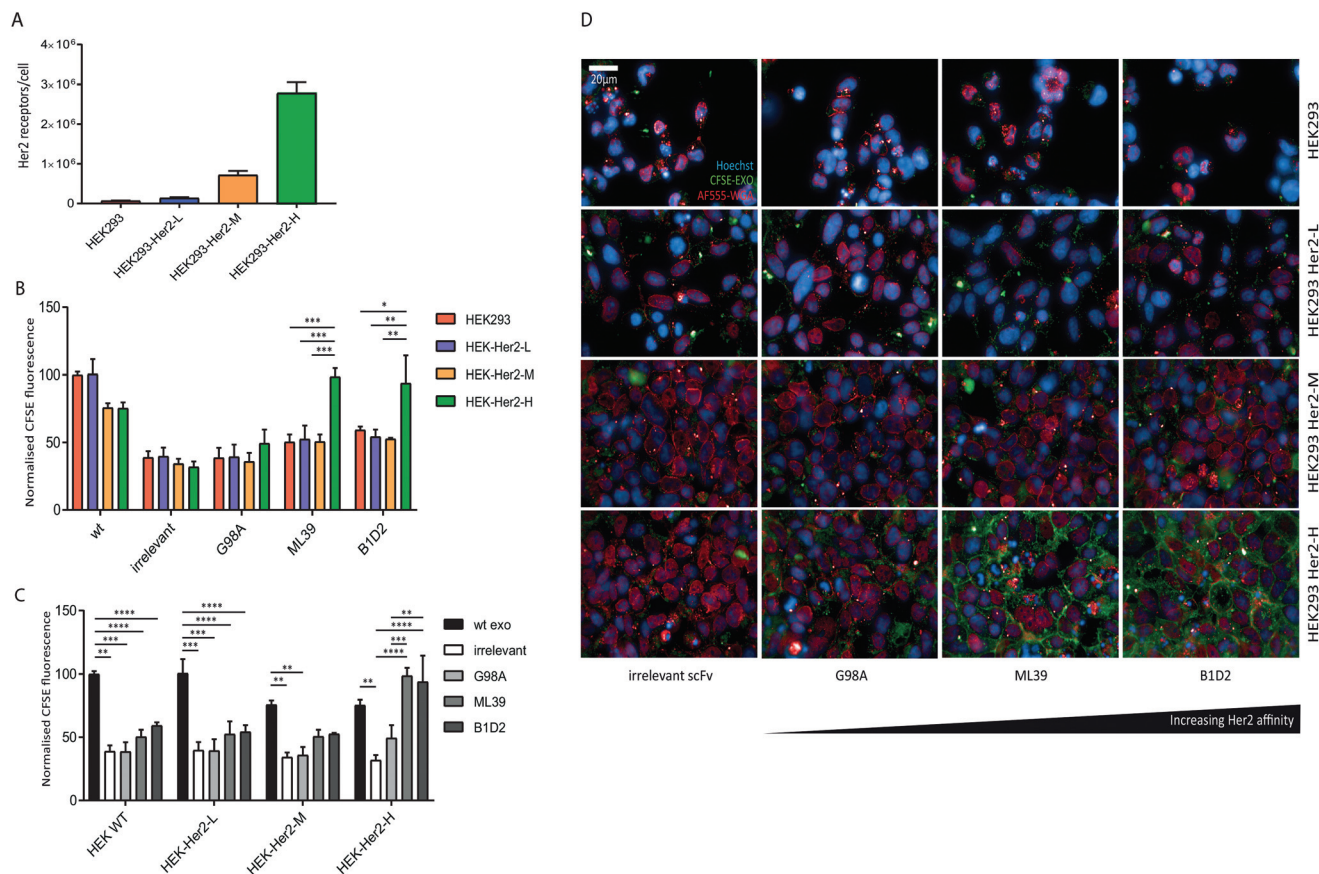 A
Her2 receptors/cell
4×10⁶
3×10⁶
2×10⁶
1×10⁶
0
HEK293
HEK293-Her2-L
HEK293-Her2-M
HEK293-Her2-H
B
Normalised CFSE fluorescence
150
100
50
0
*
**
**
***
***
***
wt
irrelevant
G98A
ML39
B1D2
HEK293
HEK-Her2-L
HEK-Her2-M
HEK-Her2-H
C
Normalised CFSE fluorescence
150
100
50
0
****
****
***
**
****
****
***
***
**
**
**
****
***
****
**
HEK WT
HEK-Her2-L
HEK-Her2-M
HEK-Her2-H
wt exo
irrelevant
G98A
ML39
B1D2
D
20μm
Hoechst
CFSE-EXO
AF555-WGA
HEK293
HEK293 Her2-L
HEK293 Her2-M
HEK293 Her2-H
irrelevant scFv
G98A
ML39
B1D2
Increasing Her2 affinity